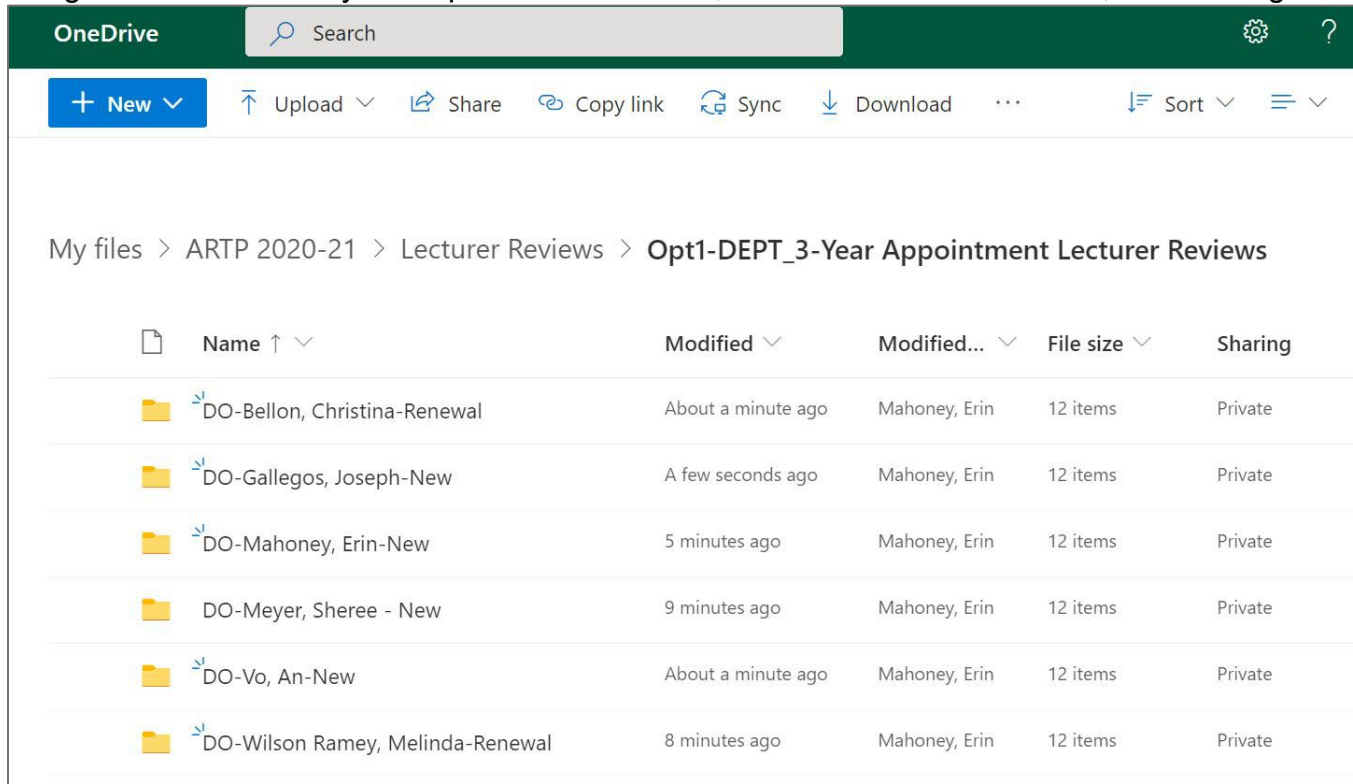 OneDrive Search ?
+ New Upload Share Copy link Sync Download ... Sort
My files > ARTP 2020-21 > Lecturer Reviews > Opt1-DEPT_3-Year Appointment Lecturer Reviews
Name ↑ Modified Modified... File size Sharing
DO-Bellon, Christina-Renewal About a minute ago Mahoney, Erin 12 items Private
DO-Gallegos, Joseph-New A few seconds ago Mahoney, Erin 12 items Private
DO-Mahoney, Erin-New 5 minutes ago Mahoney, Erin 12 items Private
DO-Meyer, Sheree - New 9 minutes ago Mahoney, Erin 12 items Private
DO-Vo, An-New About a minute ago Mahoney, Erin 12 items Private
DO-Wilson Ramey, Melinda-Renewal 8 minutes ago Mahoney, Erin 12 items Private